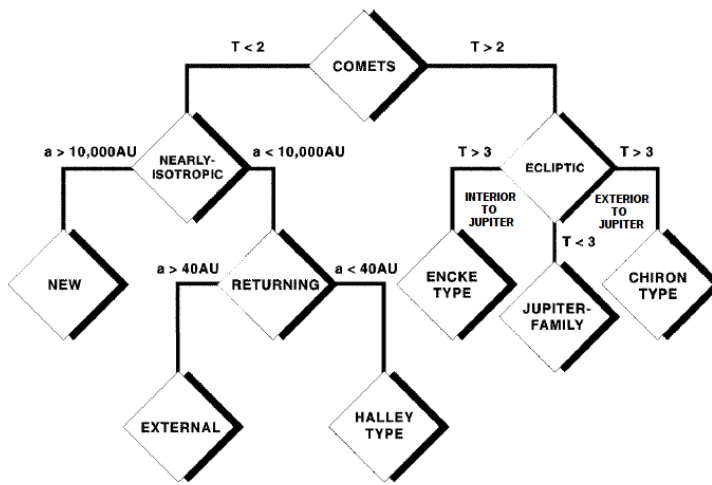 T < 2
T > 2
COMETS
a > 10,000AU
a < 10,000AU
NEARLY-
ISOTROPIC
T > 3
ECLIPTIC
T > 3
INTERIOR
TO
JUPITER
EXTERIOR
TO
JUPITER
T < 3
NEW
a > 40AU
RETURNING
a < 40AU
ENCKE
TYPE
JUPITER-
FAMILY
CHIRON
TYPE
EXTERNAL
HALLEY
TYPE